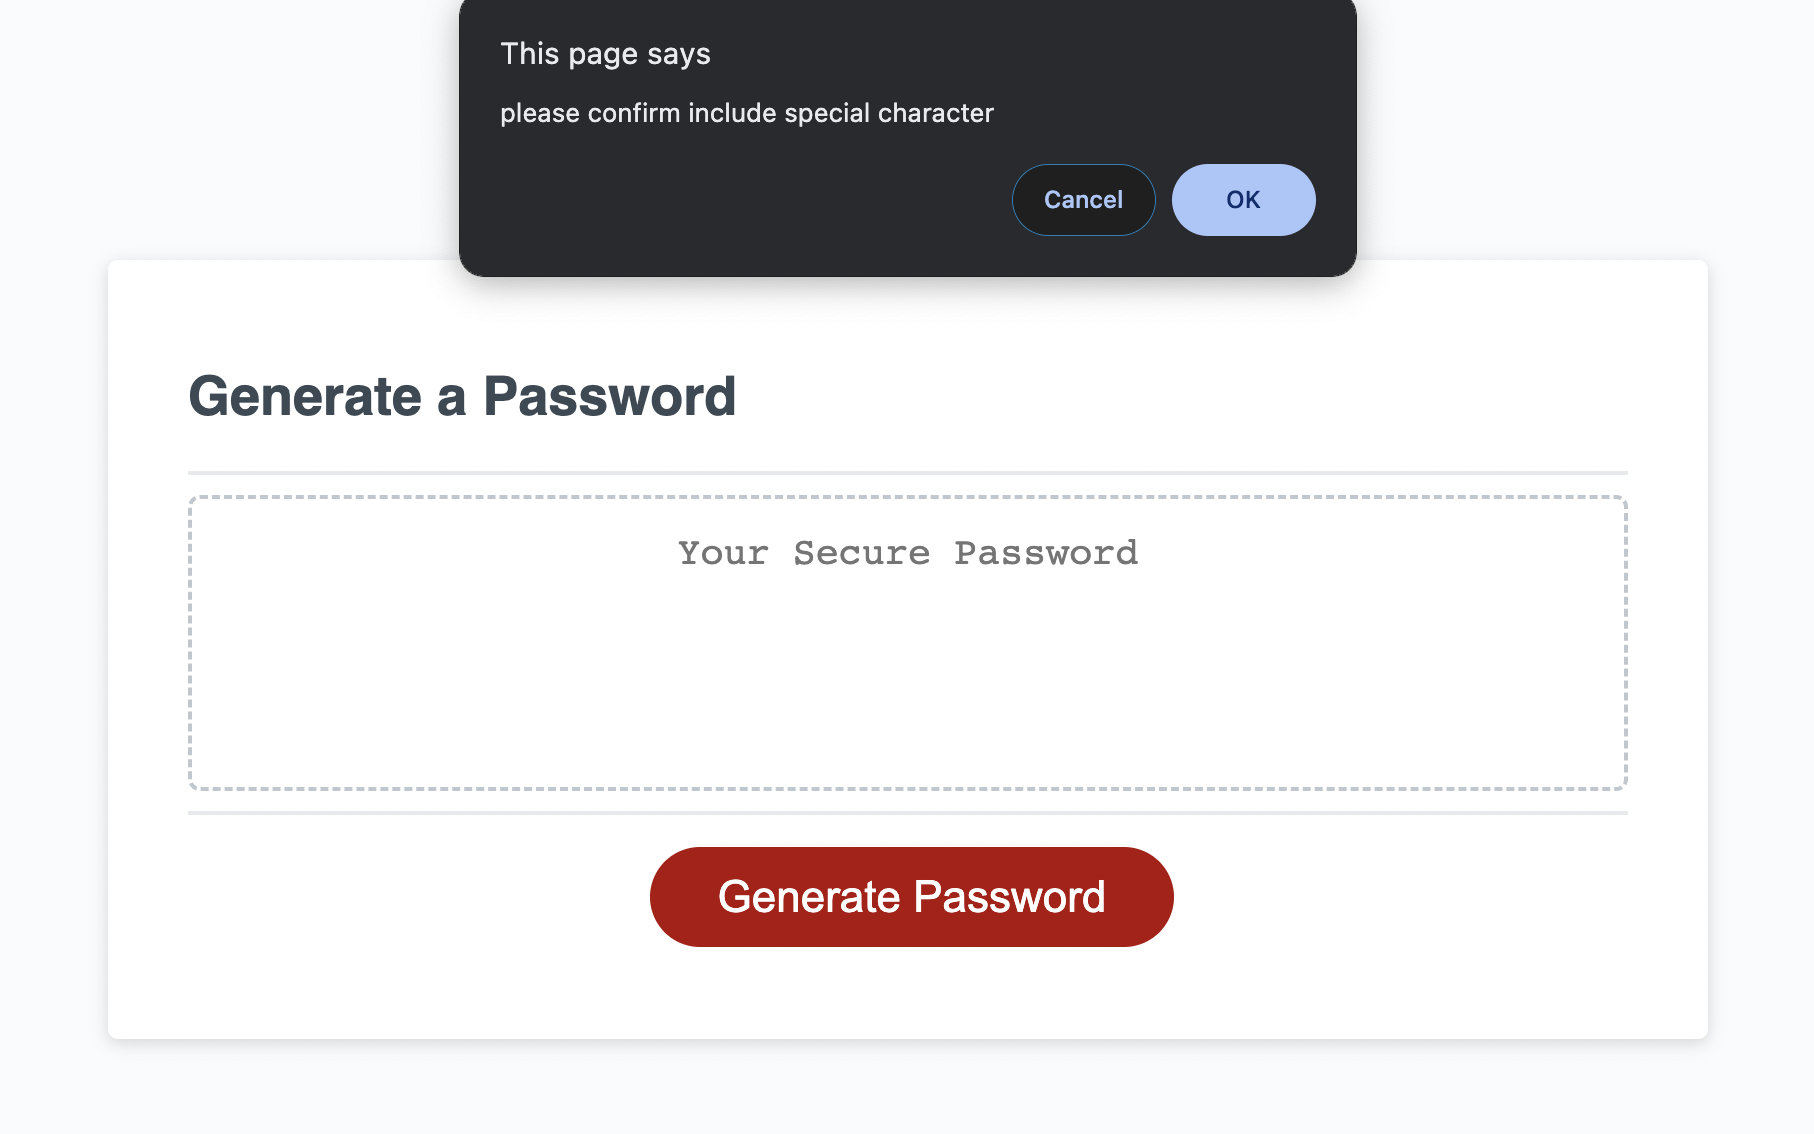 This page says
please confirm include special character
Cancel
OK
Generate a Password
Your Secure Password
Generate Password